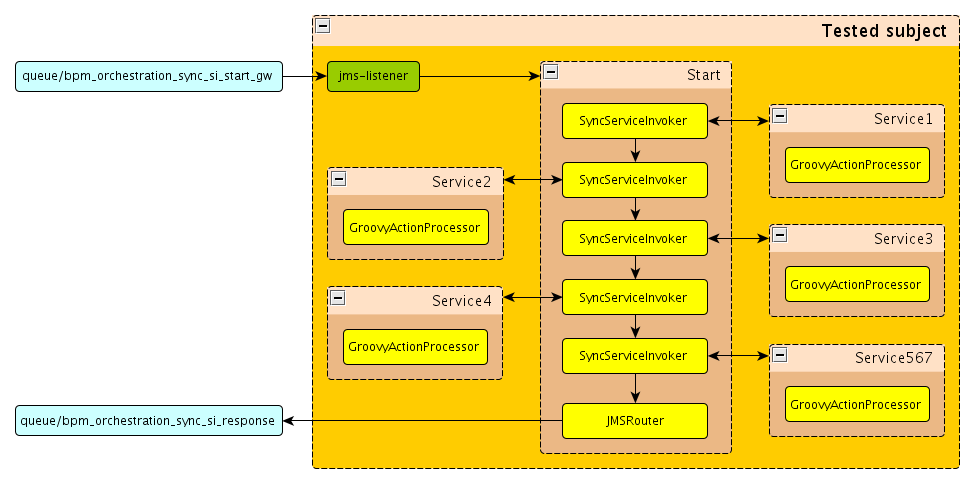 Tested subject
queue/bpm_orchestration_sync_si_start_gw
jms-listener
Start
SyncServiceInvoker
Service1
GroovyActionProcessor
Service2
SyncServiceInvoker
GroovyActionProcessor
SyncServiceInvoker
Service3
GroovyActionProcessor
Service4
SyncServiceInvoker
GroovyActionProcessor
SyncServiceInvoker
Service567
GroovyActionProcessor
queue/bpm_orchestration_sync_si_response
JMSRouter